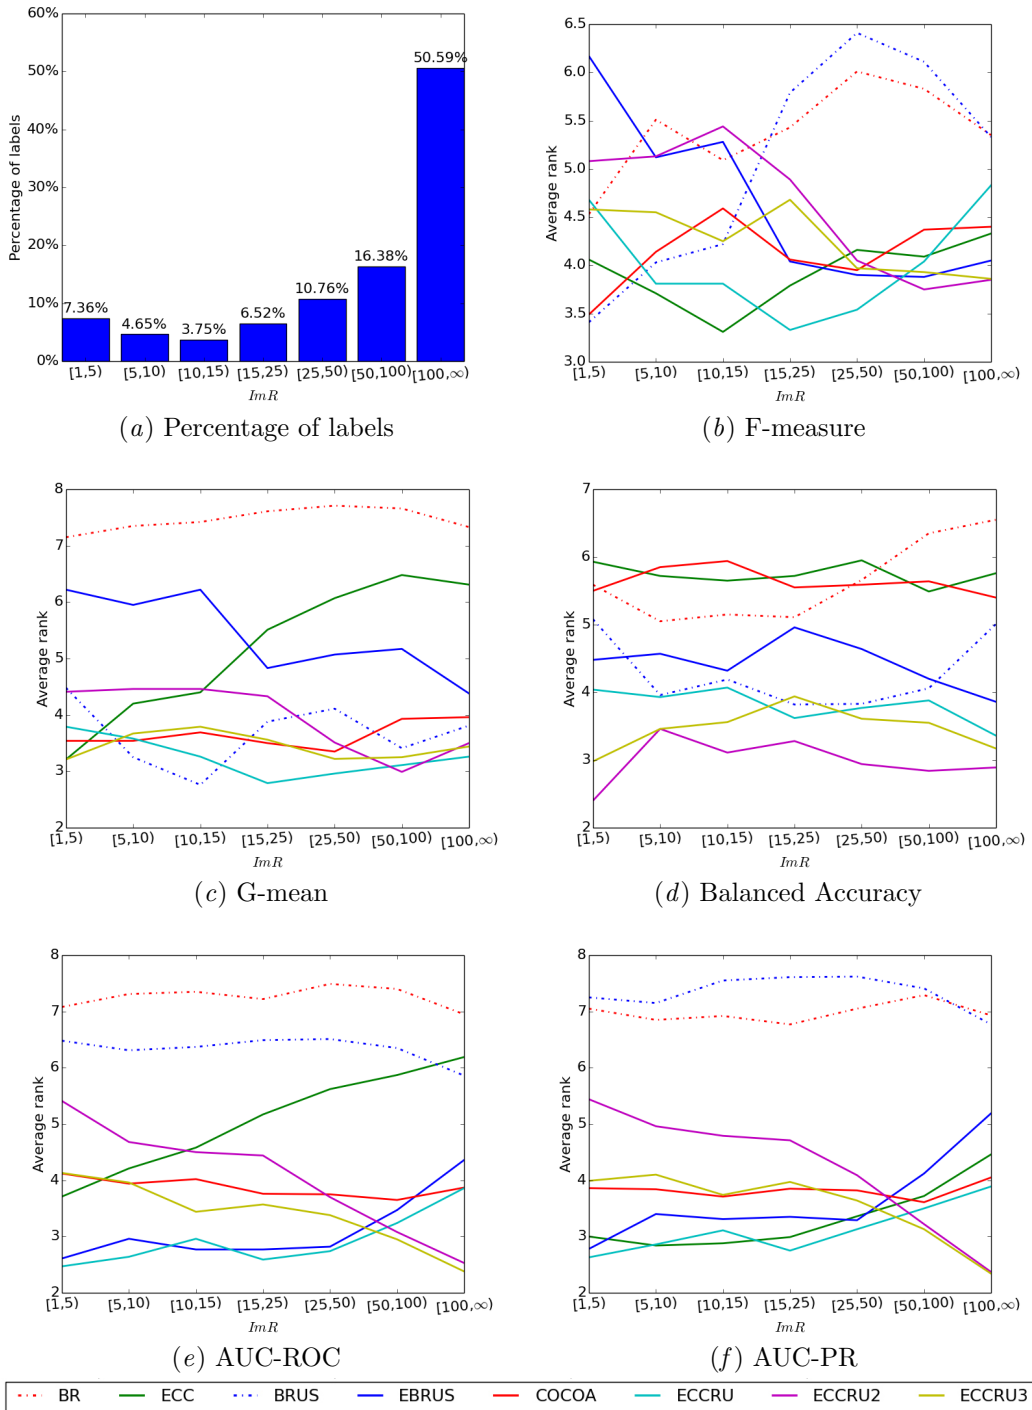 60%
50%
40%
30%
20%
10%
0%
Percentage of labels
7.36%
4.65%
3.75%
6.52%
10.76%
16.38%
50.59%
[1,5) [5,10) [10,15) [15,25) [25,50) [50,100) [100,∞)
ImR
(a) Percentage of labels
6.5
6.0
5.5
5.0
4.5
4.0
3.5
3.0
Average rank
[1,5) [5,10) [10,15) [15,25) [25,50) [50,100) [100,∞)
ImR
(b) F-measure
8
7
6
5
4
3
2
Average rank
[1,5) [5,10) [10,15) [15,25) [25,50) [50,100) [100,∞)
ImR
(c) G-mean
7
6
5
4
3
2
Average rank
[1,5) [5,10) [10,15) [15,25) [25,50) [50,100) [100,∞)
ImR
(d) Balanced Accuracy
8
7
6
5
4
3
2
Average rank
[1,5) [5,10) [10,15) [15,25) [25,50) [50,100) [100,∞)
ImR
(e) AUC-ROC
8
7
6
5
4
3
2
Average rank
[1,5) [5,10) [10,15) [15,25) [25,50) [50,100) [100,∞)
ImR
(f) AUC-PR
BR ECC BRUS EBRUS COCOA ECCRU ECCRU2 ECCRU3